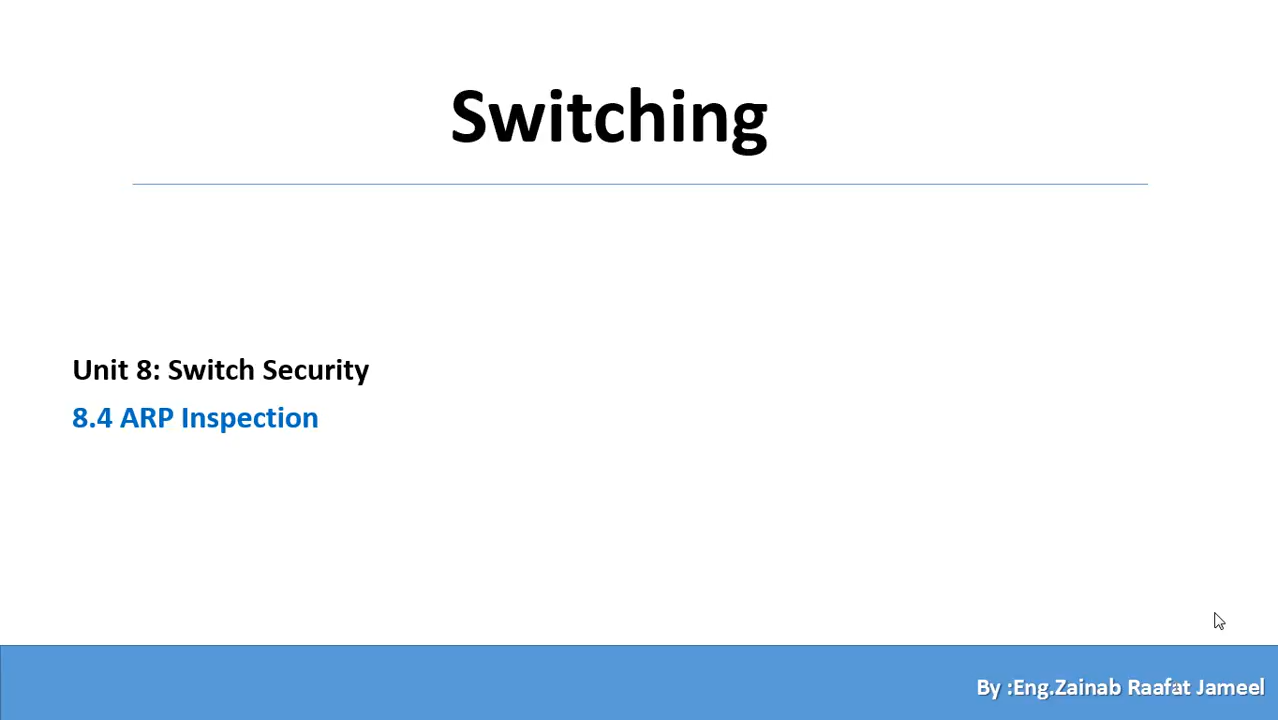 Switching
Unit 8: Switch Security
8.4 ARP Inspection
By :Eng.Zainab Raafat Jameel